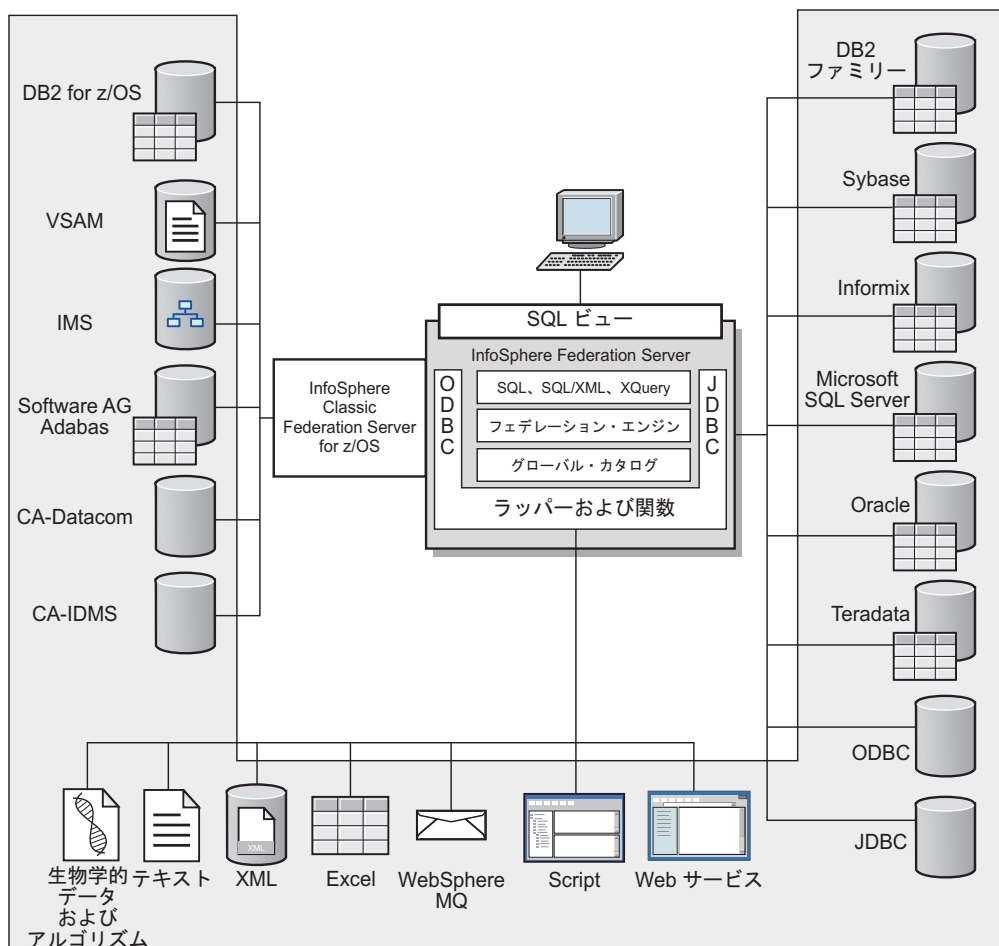 DB2 for z/OS
VSAM
IMS
Software AG
Adabas
CA-Datacom
CA-IDMS
InfoSphere
Classic
Federation Server
for z/OS
SQL ビュー
InfoSphere Federation Server
ODBC
SQL、SQL/XML、XQuery
フェデレーション・エンジン
グローバル・カタログ
JDBC
ラッパーおよび関数
DB2
ファミリー
Sybase
Informix
Microsoft
SQL Server
Oracle
Teradata
ODBC
JDBC
生物学的
データ
および
アルゴリズム
テキスト
XML
XML
Excel
WebSphere
MQ
Script
Web サービス